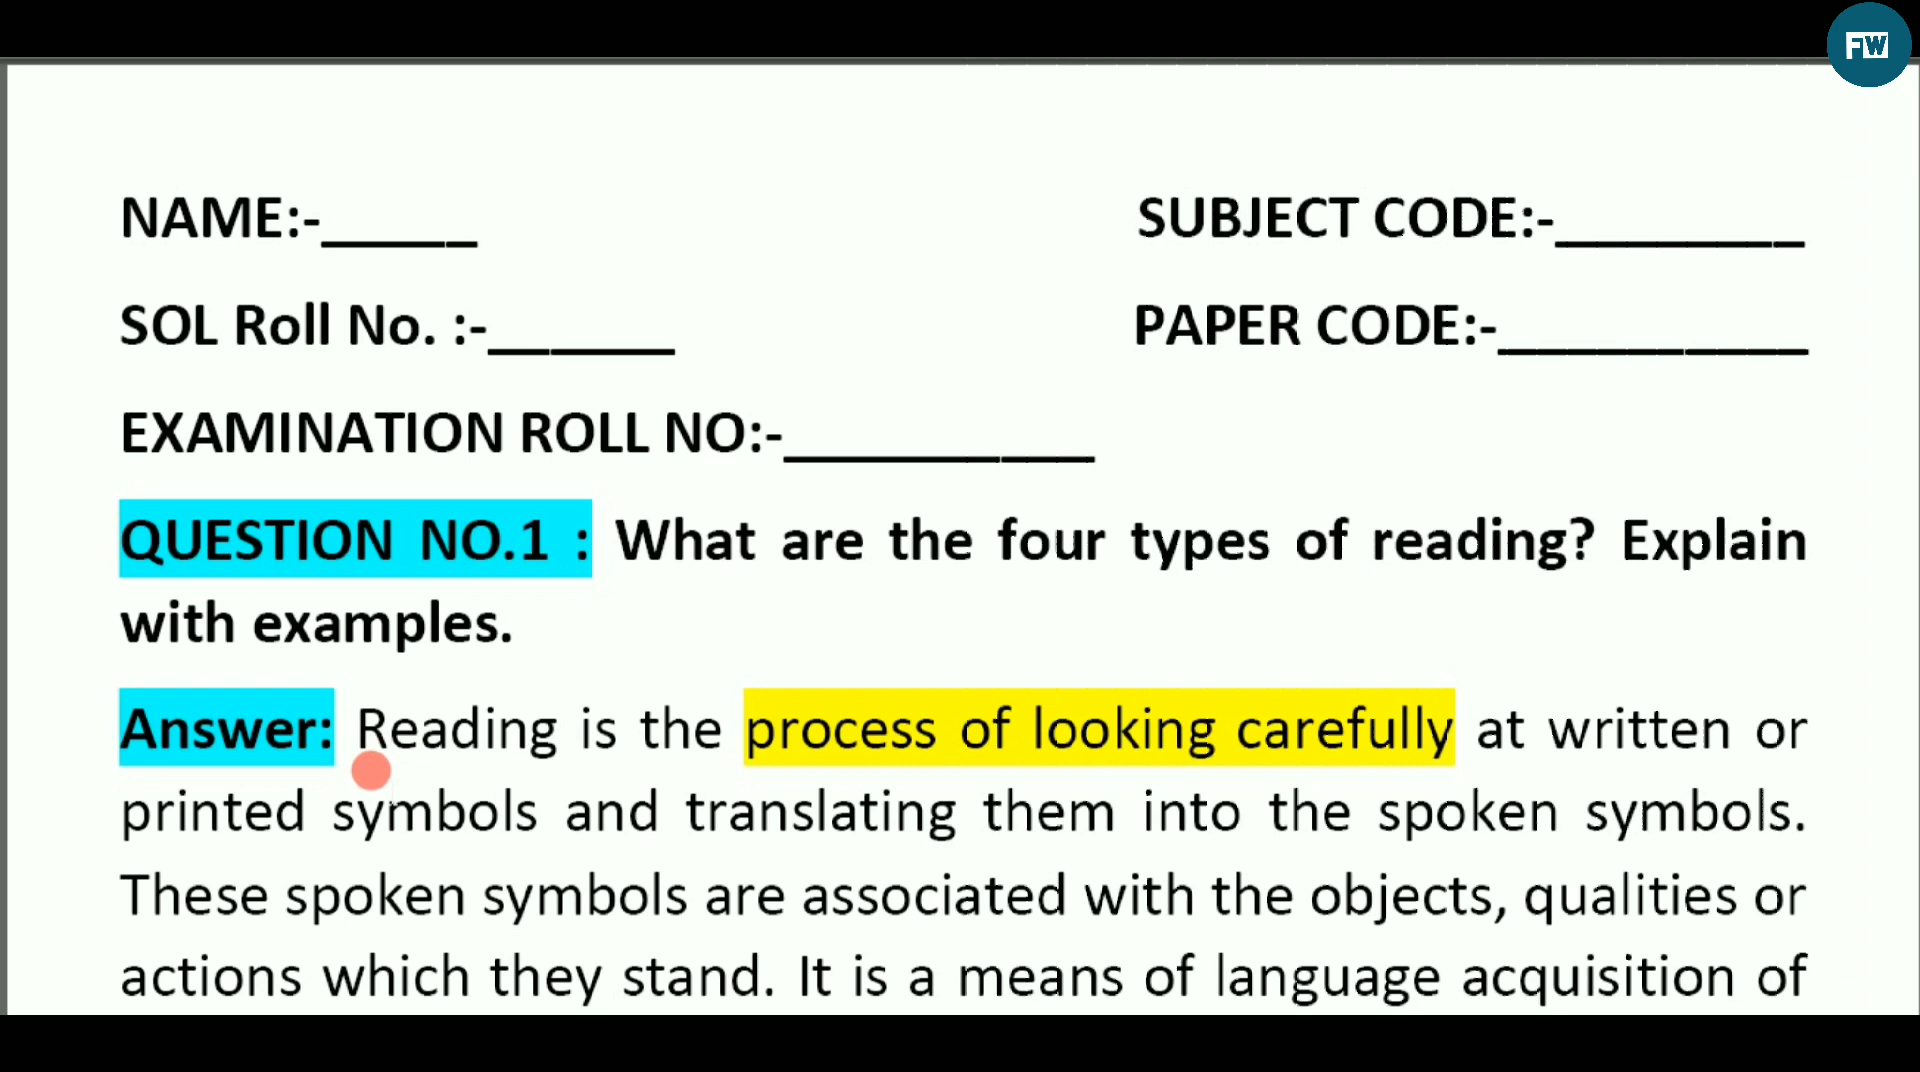 FW
NAME:-_____ SUBJECT CODE:-________
SOL Roll No. :-______ PAPER CODE:-__________
EXAMINATION ROLL NO:-__________
QUESTION NO.1 : What are the four types of reading? Explain
with examples.
Answer: Reading is the process of looking carefully at written or
printed symbols and translating them into the spoken symbols.
These spoken symbols are associated with the objects, qualities or
actions which they stand. It is a means of language acquisition of